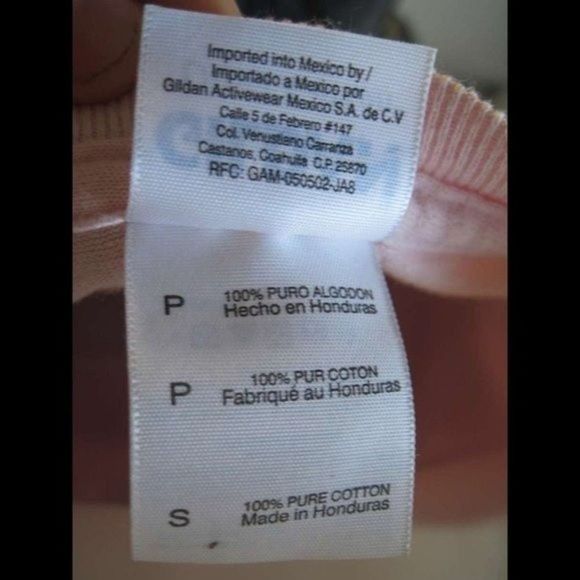 Imported into Mexico by /
Importado a Mexico por
Gildan Activewear Mexico S.A. de C.V
Calle 5 de Febrero #147
Col. Venustiano Carranza
Castanos, Coahuila C.P. 25870
RFC: GAM-050502-JA8
P 100% PURO ALGODON
Hecho en Honduras
P 100% PUR COTON
Fabriqué au Honduras
S 100% PURE COTTON
Made in Honduras